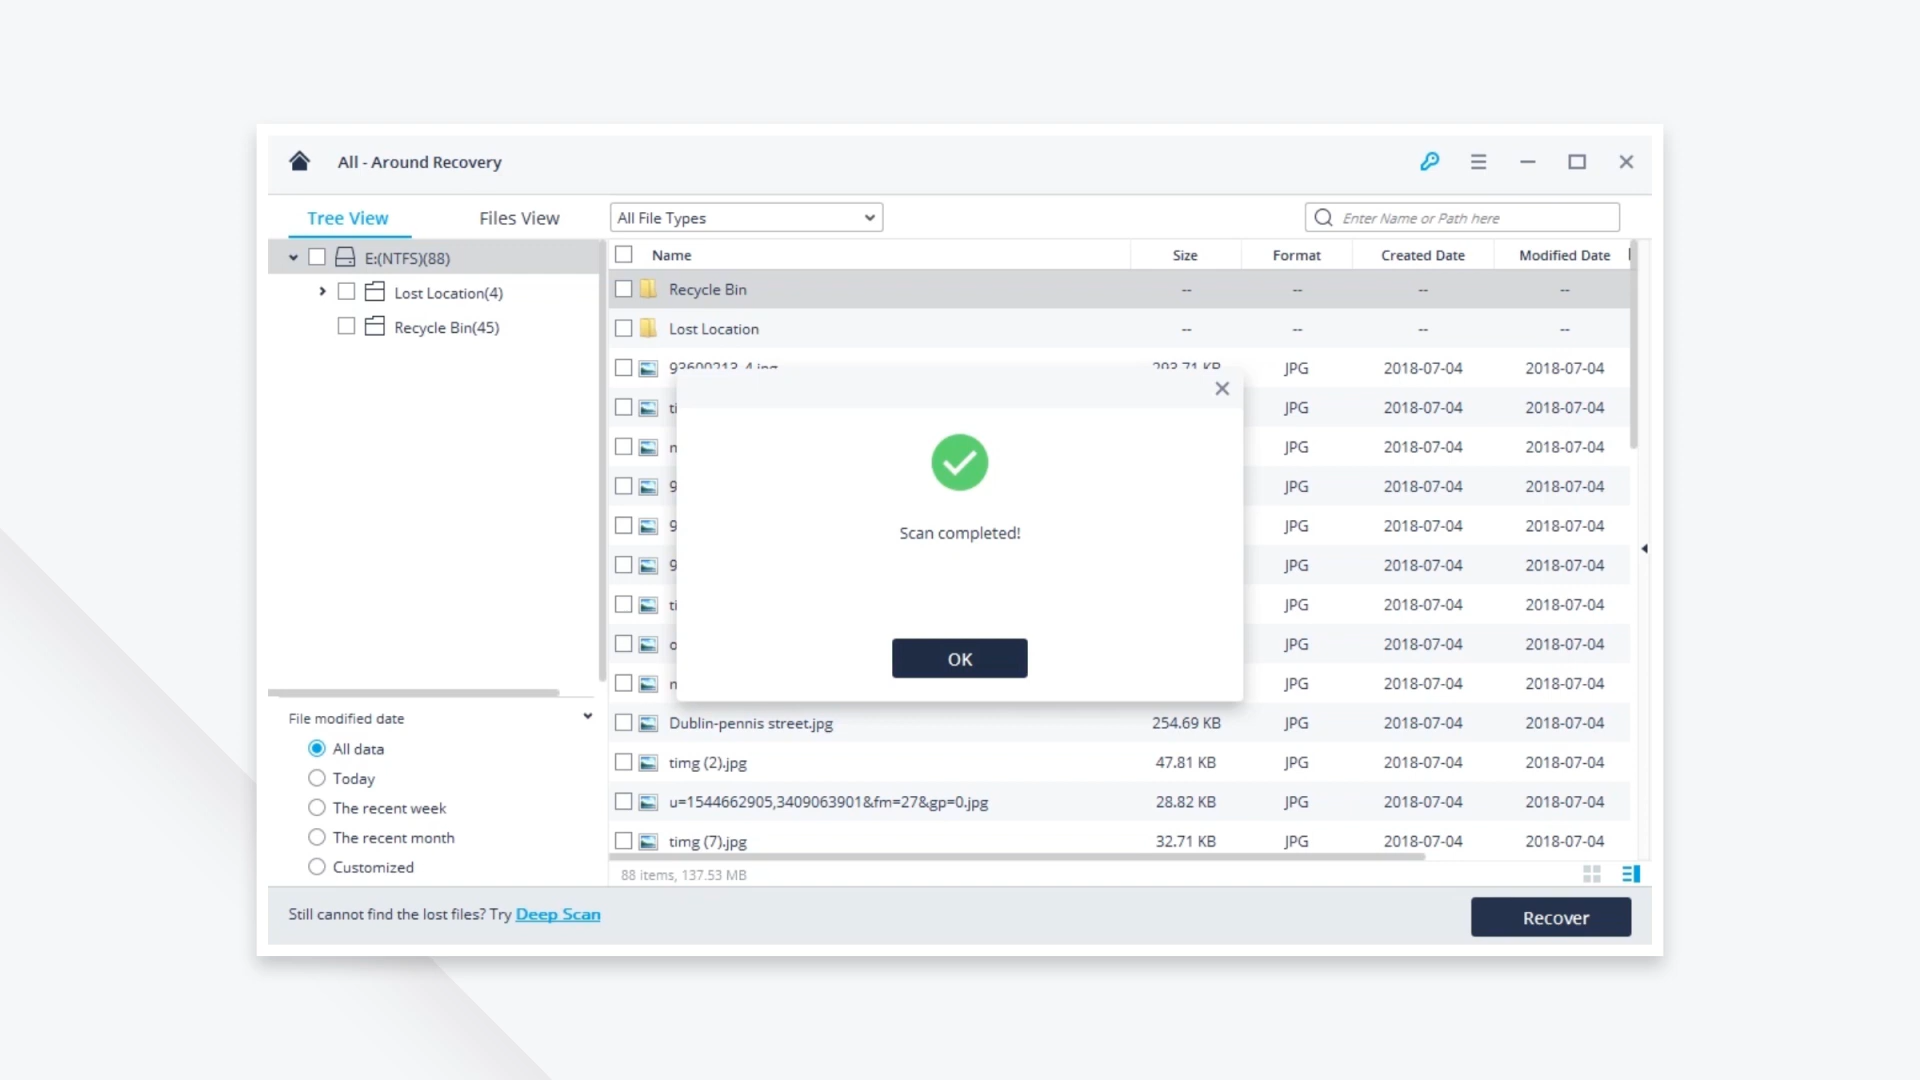 All - Around Recovery
Tree View
Files View
All File Types
Enter Name or Path here
E:(NTFS)(88)
Lost Location(4)
Recycle Bin(45)
Name Size Format Created Date Modified Date
Recycle Bin -- -- -- --
Lost Location -- -- -- --
93600213_4.jpg 293.71 KB JPG 2018-07-04 2018-07-04
JPG 2018-07-04 2018-07-04
JPG 2018-07-04 2018-07-04
9 JPG 2018-07-04 2018-07-04
9 JPG 2018-07-04 2018-07-04
9 JPG 2018-07-04 2018-07-04
JPG 2018-07-04 2018-07-04
JPG 2018-07-04 2018-07-04
JPG 2018-07-04 2018-07-04
Dublin-pennis street.jpg 254.69 KB JPG 2018-07-04 2018-07-04
timg (2).jpg 47.81 KB JPG 2018-07-04 2018-07-04
u=1544662905,3409063901&fm=27&gp=0.jpg 28.82 KB JPG 2018-07-04 2018-07-04
timg (7).jpg 32.71 KB JPG 2018-07-04 2018-07-04
Scan completed!
OK
File modified date
All data
Today
The recent week
The recent month
Customized
88 items, 137.53 MB
Still cannot find the lost files? Try Deep Scan
Recover